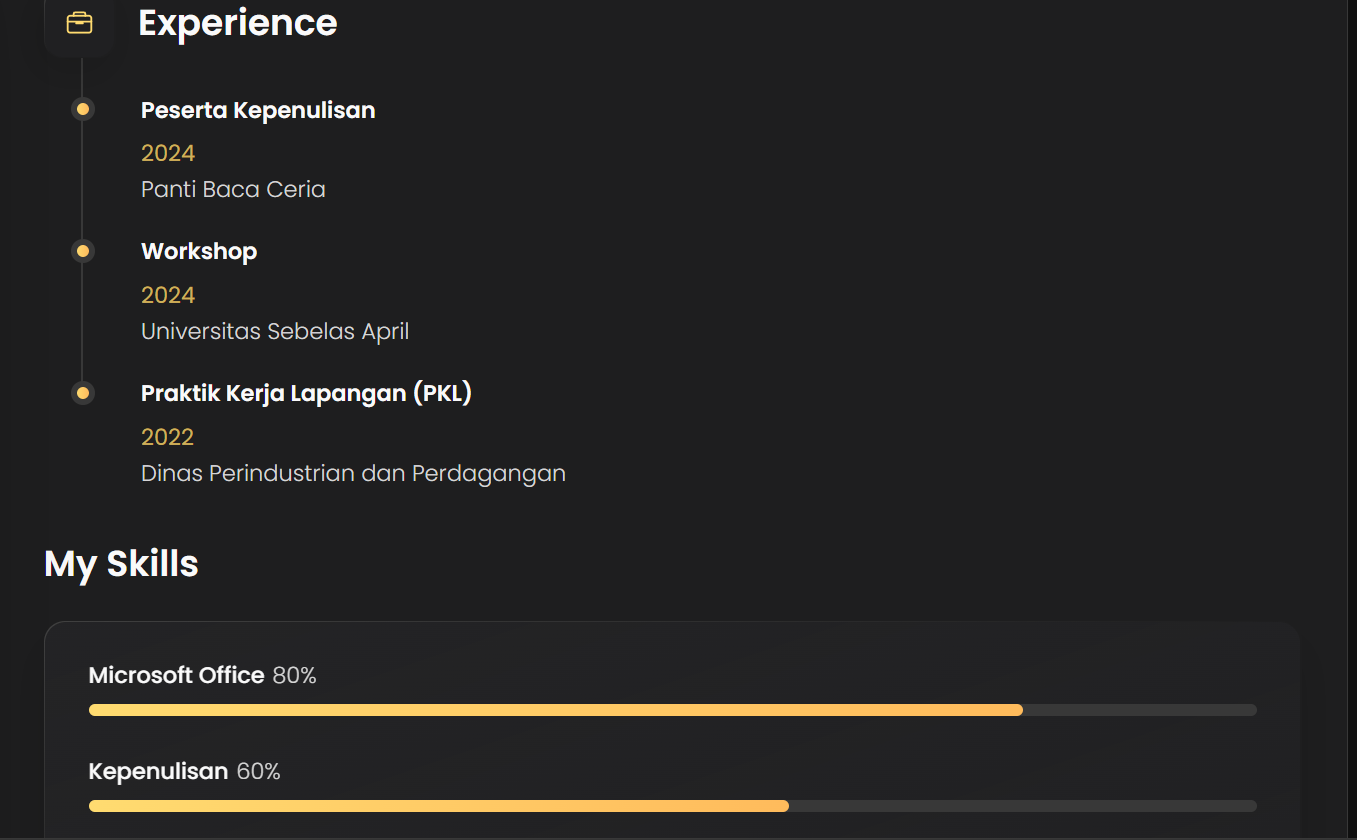 Experience
Peserta Kepenulisan
2024
Panti Baca Ceria
Workshop
2024
Universitas Sebelas April
Praktik Kerja Lapangan (PKL)
2022
Dinas Perindustrian dan Perdagangan
My Skills
Microsoft Office 80%
Kepenulisan 60%